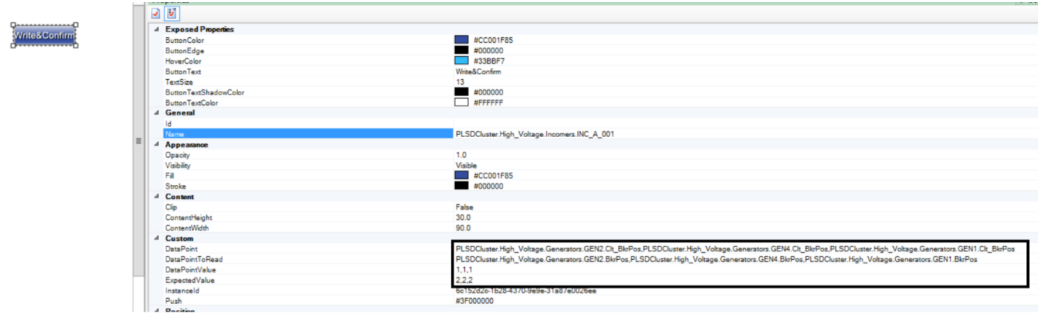 Write&Confirm
Exposed Properties
ButtonColor #CC001F85
ButtonEdge #000000
HoverColor #33BBF7
ButtonText Write&Confirm
TextSize 13
ButtonTextShadowColor #000000
ButtonTextColor #FFFFFF
General
Id
Name PLSDCluster.High_Voltage.Incomers.INC_A_001
Appearance
Opacity 1.0
Visibility Visible
Fill #CC001F85
Stroke #000000
Content
Clip False
ContentHeight 30.0
ContentWidth 90.0
Custom
DataPoint PLSDCluster.High_Voltage.Generators.GEN2.Clt_BkrPos,PLSDCluster.High_Voltage.Generators.GEN4.Clt_BkrPos,PLSDCluster.High_Voltage.Generators.GEN1.Clt_BkrPos
DataPointToRead PLSDCluster.High_Voltage.Generators.GEN2.BkrPos,PLSDCluster.High_Voltage.Generators.GEN4.BkrPos,PLSDCluster.High_Voltage.Generators.GEN1.BkrPos
DataPointValue 1,1,1
ExpectedValue 2,2,2
InstanceId
Push #3F000000
Position